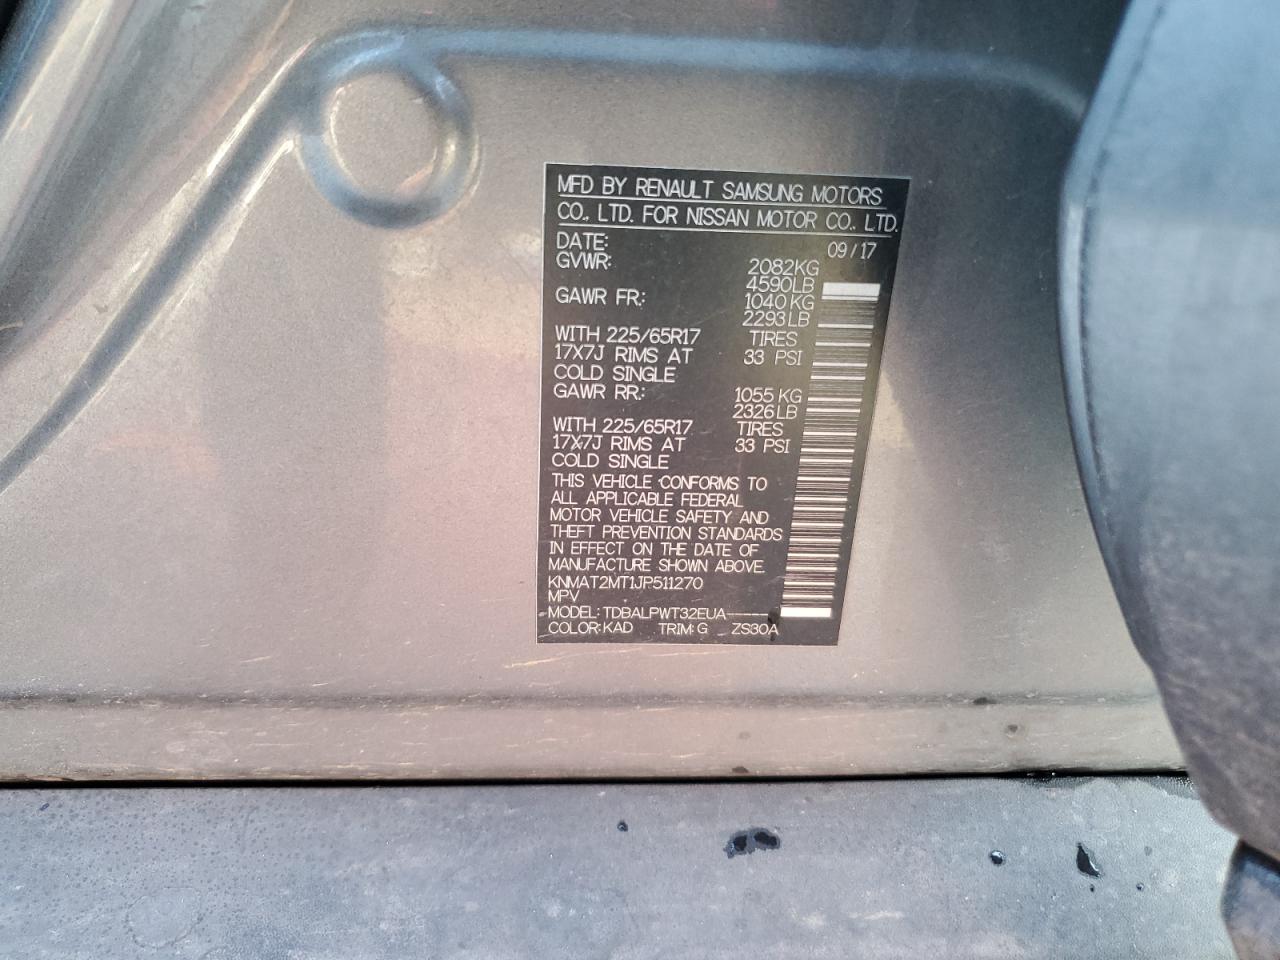 MFD BY RENAULT SAMSUNG MOTORS
CO., LTD. FOR NISSAN MOTOR CO., LTD.
DATE: 09/17
GVWR: 2082KG
4590LB
GAWR FR: 1040KG
2293LB
WITH 225/65R17 TIRES
17X7J RIMS AT 33 PSI
COLD SINGLE
GAWR RR: 1055KG
2326LB
WITH 225/65R17 TIRES
17X7J RIMS AT 33 PSI
COLD SINGLE
THIS VEHICLE CONFORMS TO
ALL APPLICABLE FEDERAL
MOTOR VEHICLE SAFETY AND
THEFT PREVENTION STANDARDS
IN EFFECT ON THE DATE OF
MANUFACTURE SHOWN ABOVE.
KNMAT2MT1JP511270
MPV
MODEL: TDBALPWT32EUA-----
COLOR: KAD TRIM: G ZS30A